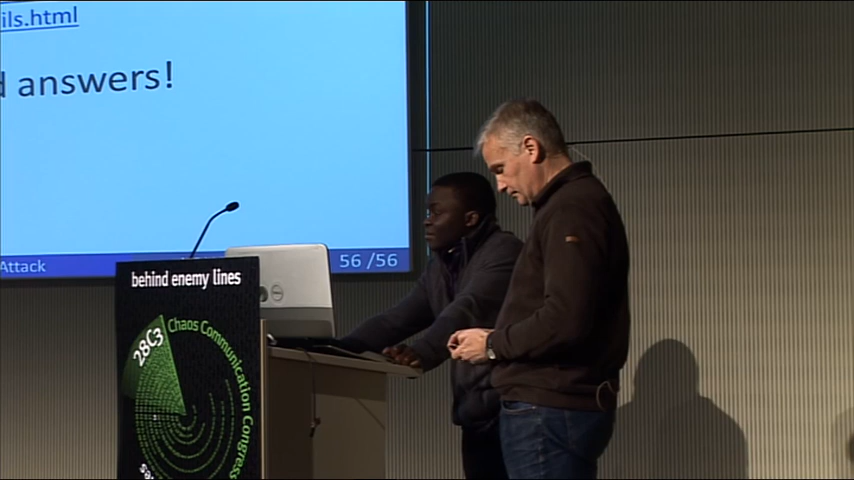 ils.html
answers!
Attack
56 /56
behind enemy lines
28C3
Chaos Communication Congress